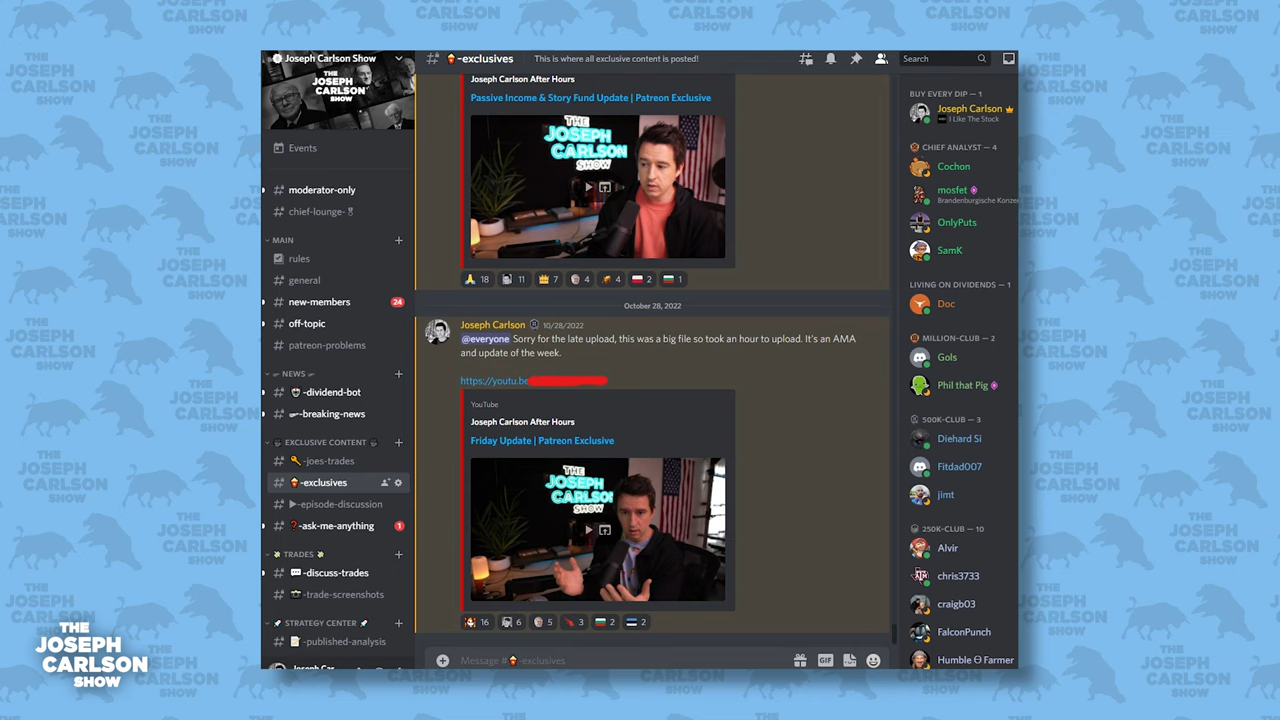 Joseph Carlson Show
THE
JOSEPH
CARLSON
SHOW
Events
moderator-only
chief-lounge-
MAIN
rules
general
new-members 24
off-topic
patreon-problems
NEWS
-dividend-bot
-breaking-news
EXCLUSIVE CONTENT
-joes-trades
-exclusives
-episode-discussion
-ask-me-anything 1
TRADES
-discuss-trades
-trade-screenshots
STRATEGY CENTER
-published-analysis
-exclusives This is where all exclusive content is posted! Search
Joseph Carlson After Hours
Passive Income & Story Fund Update | Patreon Exclusive
THE
JOSEPH
CARLSON
SHOW
18 11 7 4 4 2 1
October 28, 2022
Joseph Carlson 10/28/2022
@everyone Sorry for the late upload, this was a big file so took an hour to upload. It's an AMA
and update of the week.
https://youtu.be
YouTube
Joseph Carlson After Hours
Friday Update | Patreon Exclusive
THE
JOSEPH
CARLSON
SHOW
16 6 5 3 2 2
Message # -exclusives
GIF
BUY EVERY DIP — 1
Joseph Carlson
I Like The Stock
CHIEF ANALYST — 4
Cochon
mosfet
Brandenburgische Konze
OnlyPuts
SamK
LIVING ON DIVIDENDS — 1
Doc
MILLION-CLUB — 2
Gols
Phil that Pig
500K-CLUB — 3
Diehard Si
Fitdad007
jimt
250K-CLUB — 10
Alvir
chris3733
craigb03
FalconPunch
Humble Farmer
THE
JOSEPH
CARLSON
SHOW